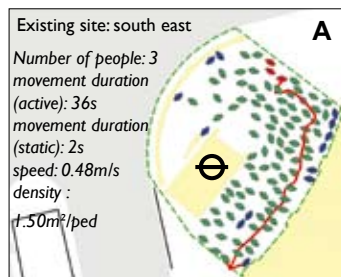 Existing site: south east
A
Number of people: 3
movement duration
(active): 36s
movement duration
(static): 2s
speed: 0.48m/s
density :
1.50m²/ped